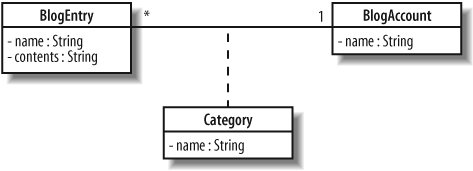 BlogEntry
- name : String
- contents : String
*
1
BlogAccount
- name : String
Category
- name : String